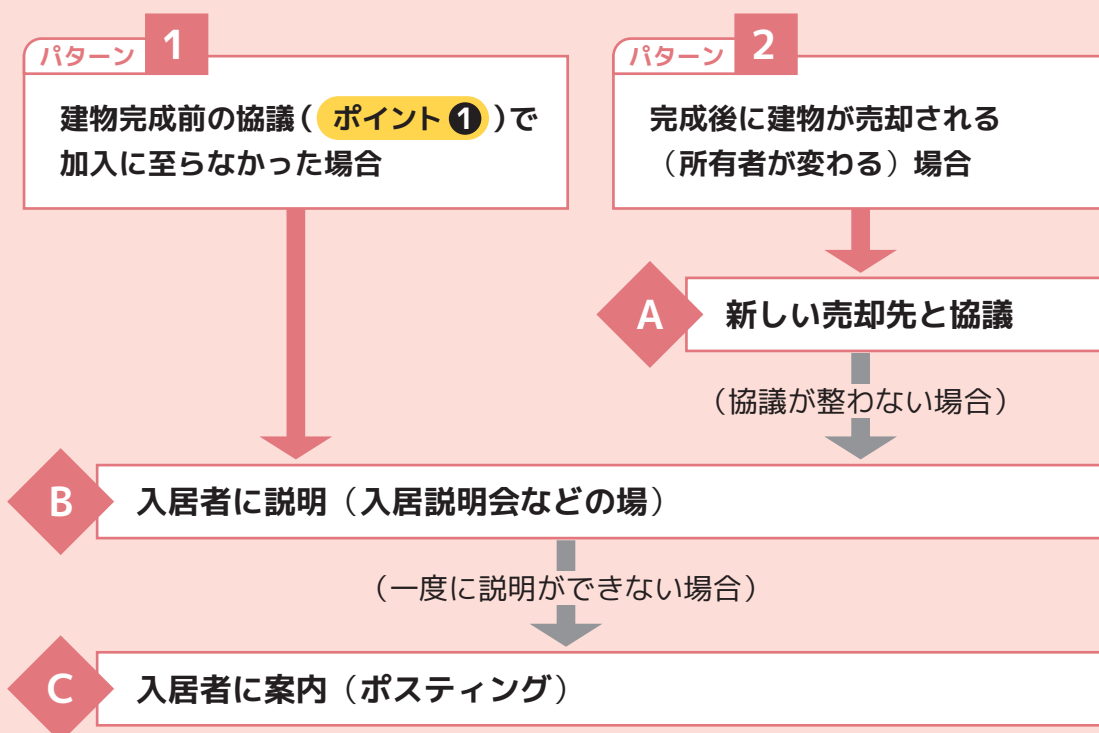 パターン 1
建物完成前の協議(ポイント❶)で
加入に至らなかった場合
パターン 2
完成後に建物が売却される
（所有者が変わる）場合
A 新しい売却先と協議
（協議が整わない場合）
B 入居者に説明（入居説明会などの場）
（一度に説明ができない場合）
C 入居者に案内（ポスティング）